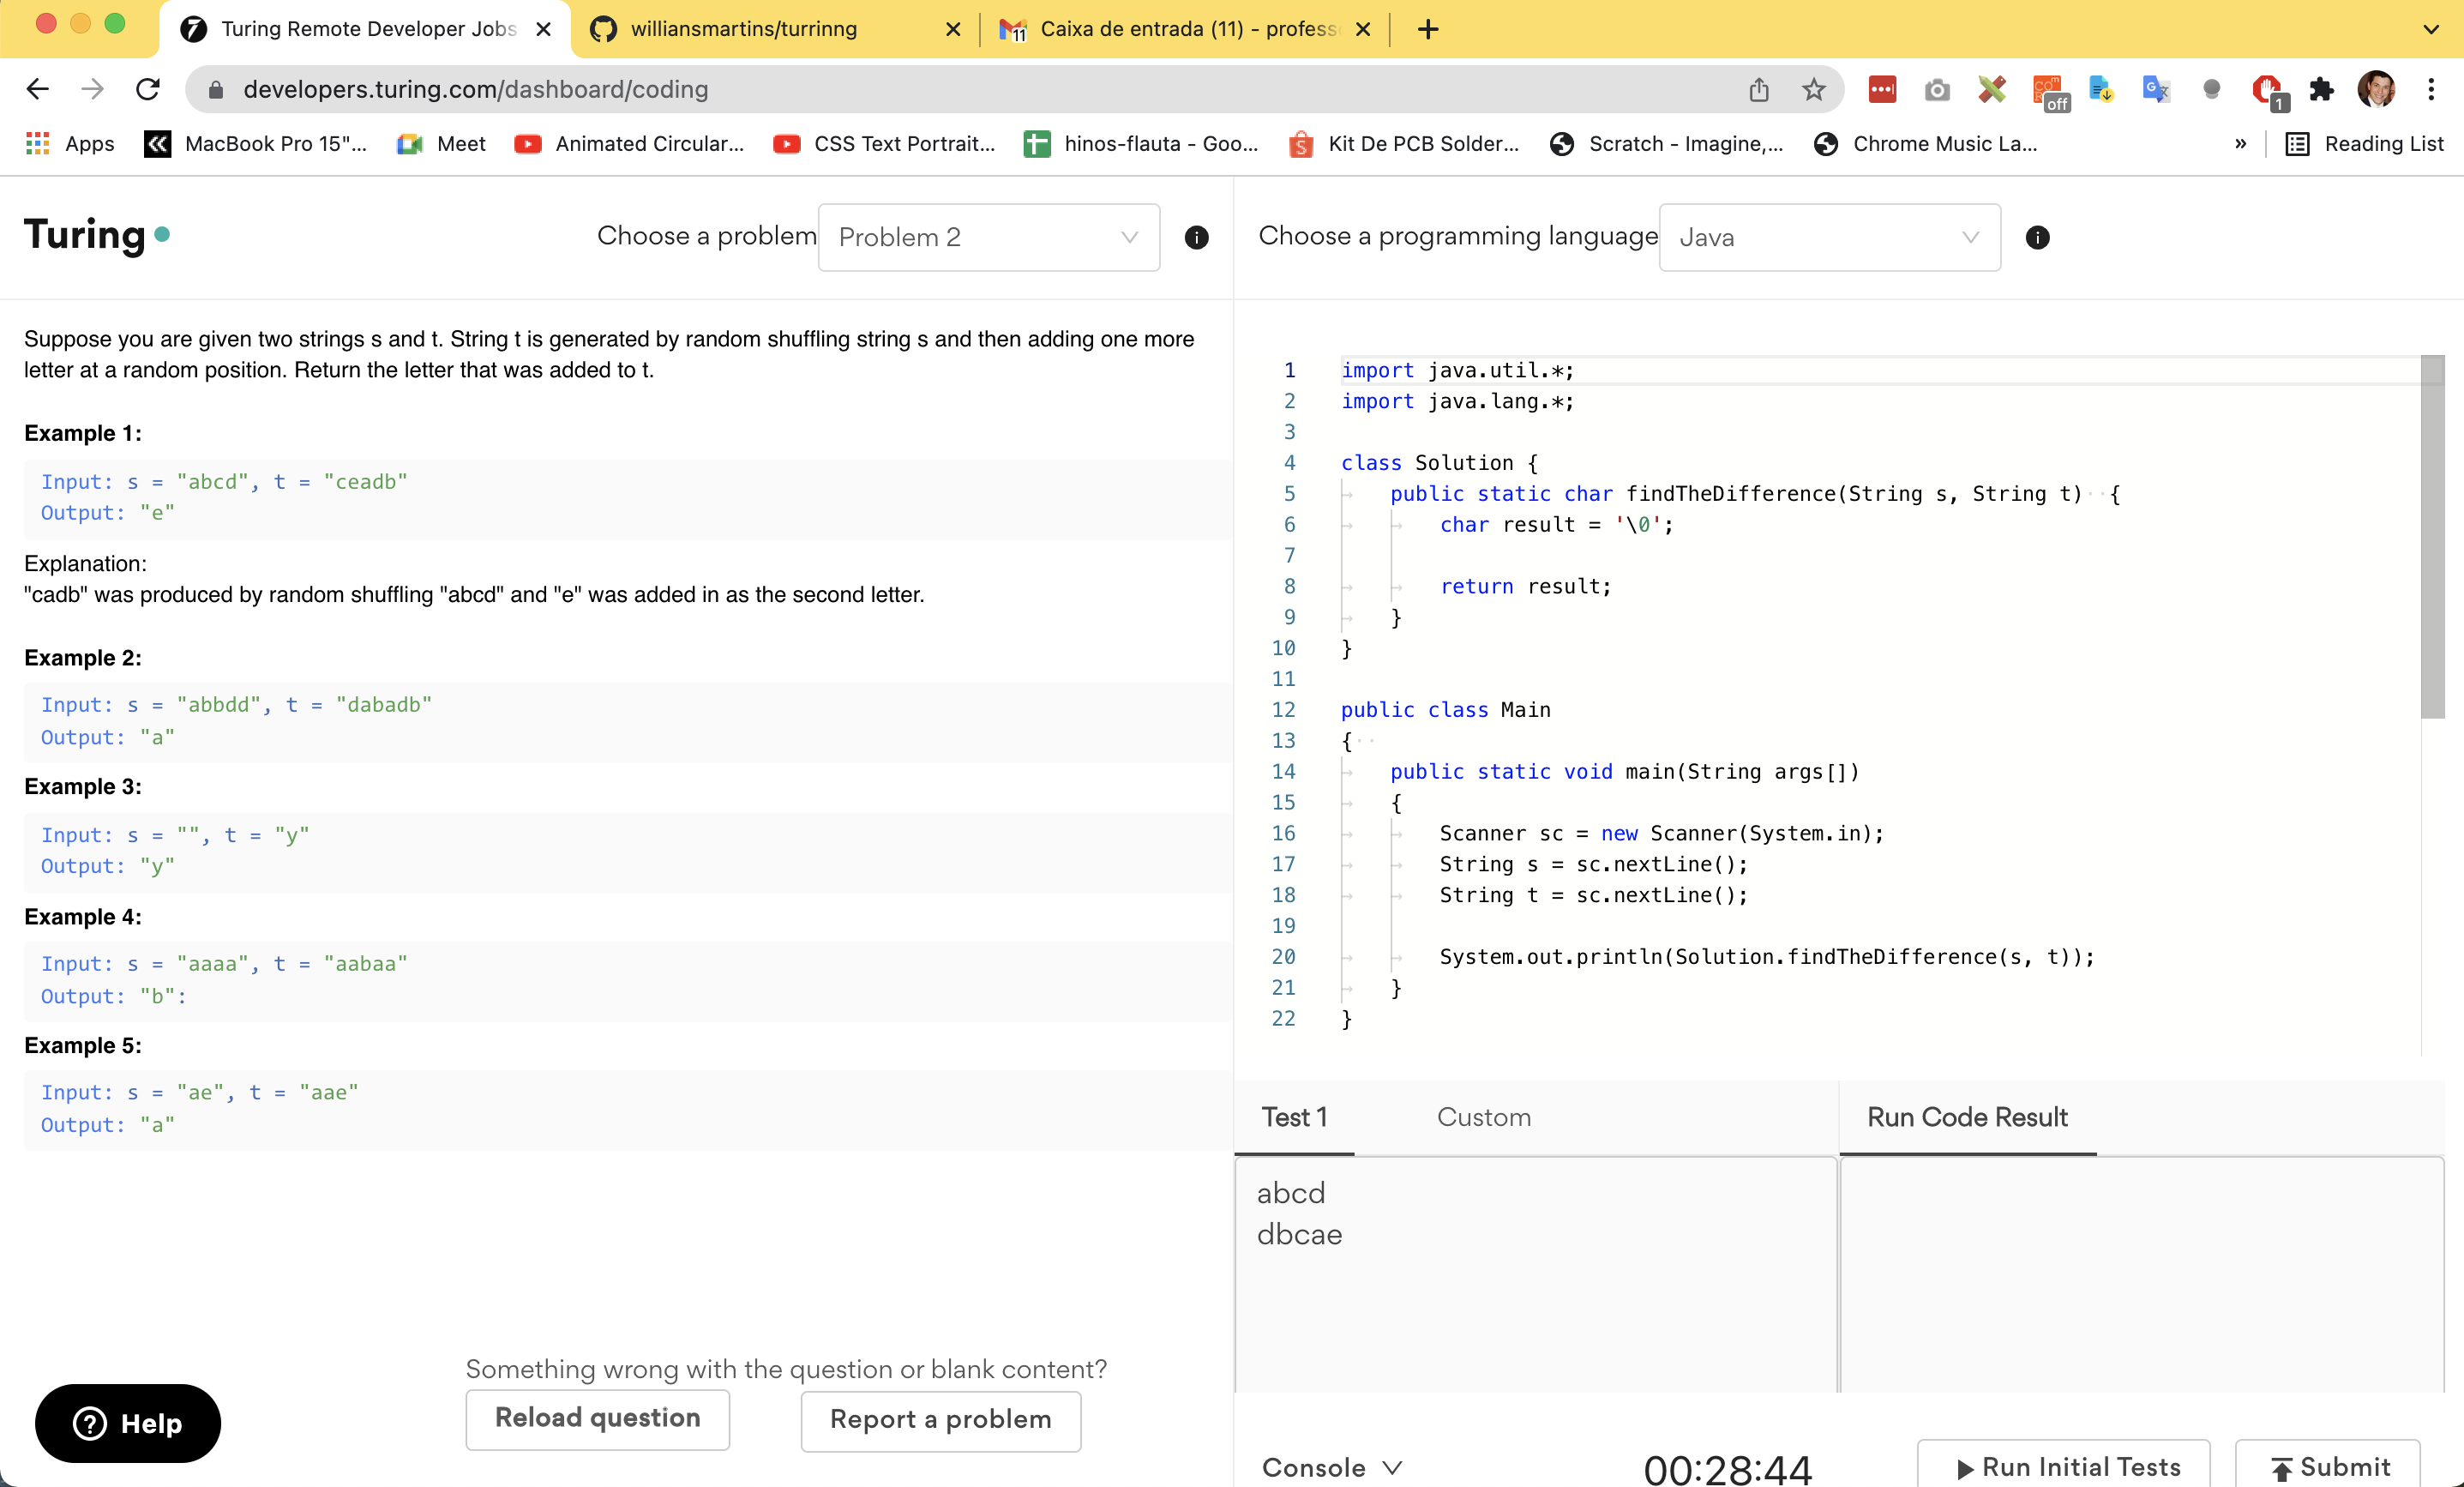 Turing Remote Developer Jobs
williansmartins/turrinng
11
Caixa de entrada (11) - profess
developers.turing.com/dashboard/coding
off
1
Apps
MacBook Pro 15"...
Meet
Animated Circular...
CSS Text Portrait...
hinos-flauta - Goo...
Kit De PCB Solder...
Scratch - Imagine,...
Chrome Music La...
»
Reading List
Turing
Choose a problem
Problem 2
Choose a programming language
Java
Suppose you are given two strings s and t. String t is generated by random shuffling string s and then adding one more
letter at a random position. Return the letter that was added to t.
Example 1:
Input: s = "abcd", t = "ceadb"
Output: "e"
Explanation:
"cadb" was produced by random shuffling "abcd" and "e" was added in as the second letter.
Example 2:
Input: s = "abbdd", t = "dabadb"
Output: "a"
Example 3:
Input: s = "", t = "y"
Output: "y"
Example 4:
Input: s = "aaaa", t = "aabaa"
Output: "b":
Example 5:
Input: s = "ae", t = "aae"
Output: "a"
Something wrong with the question or blank content?
Reload question
Report a problem
Help
1 import java.util.*;
2 import java.lang.*;
3
4 class Solution {
5 public static char findTheDifference(String s, String t)  {
6 char result = '\0';
7
8 return result;
9 }
10 }
11
12 public class Main
13 {
14 public static void main(String args[])
15 {
16 Scanner sc = new Scanner(System.in);
17 String s = sc.nextLine();
18 String t = sc.nextLine();
19
20 System.out.println(Solution.findTheDifference(s, t));
21 }
22 }
Test 1
Custom
Run Code Result
abcd
dbcae
Console
00:28:44
Run Initial Tests
Submit